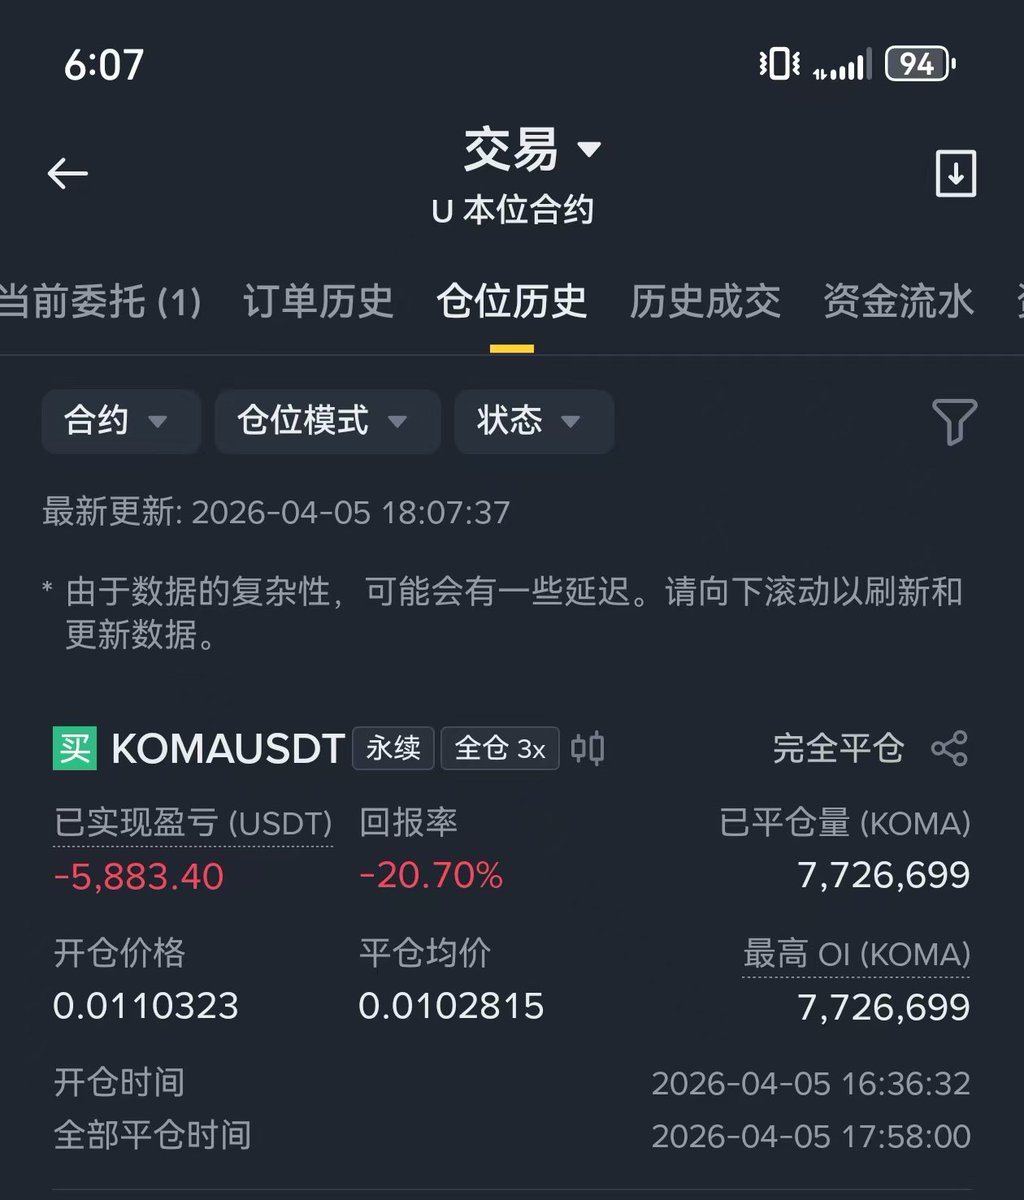 6:07
94
交易
U 本位合约
当前委托 (1) 订单历史 仓位历史 历史成交 资金流水
合约 仓位模式 状态
最新更新: 2026-04-05 18:07:37
* 由于数据的复杂性，可能会有一些延迟。请向下滚动以刷新和
更新数据。
买 KOMAUSDT 永续 全仓 3x 完全平仓
已实现盈亏 (USDT) 回报率 已平仓量 (KOMA)
-5,883.40 -20.70% 7,726,699
开仓价格 平仓均价 最高 OI (KOMA)
0.0110323 0.0102815 7,726,699
开仓时间 2026-04-05 16:36:32
全部平仓时间 2026-04-05 17:58:00